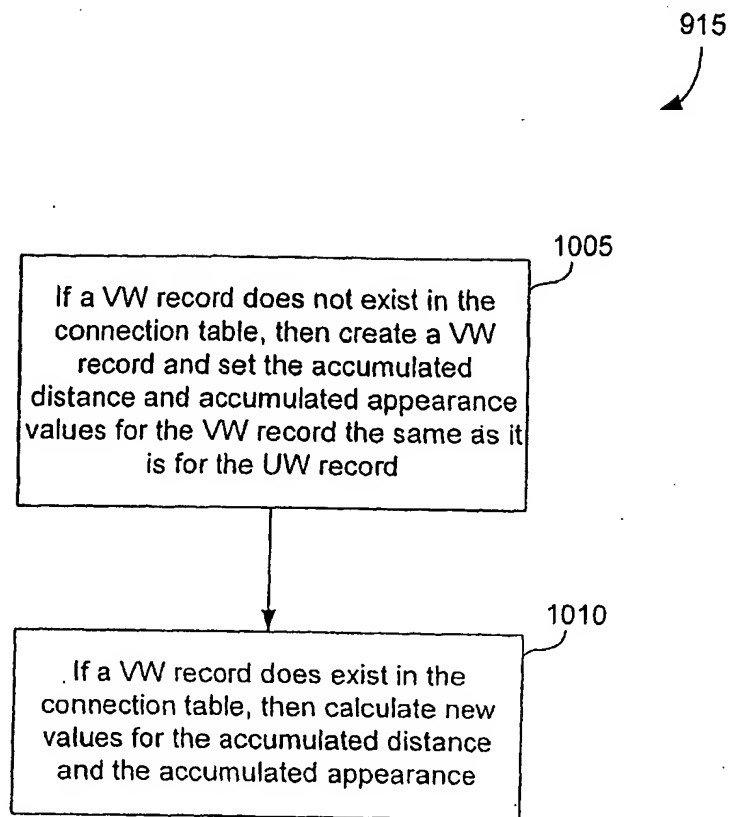 915
1005
If a VW record does not exist in the
connection table, then create a VW
record and set the accumulated
distance and accumulated appearance
values for the VW record the same as it
is for the UW record
1010
If a VW record does exist in the
connection table, then calculate new
values for the accumulated distance
and the accumulated appearance